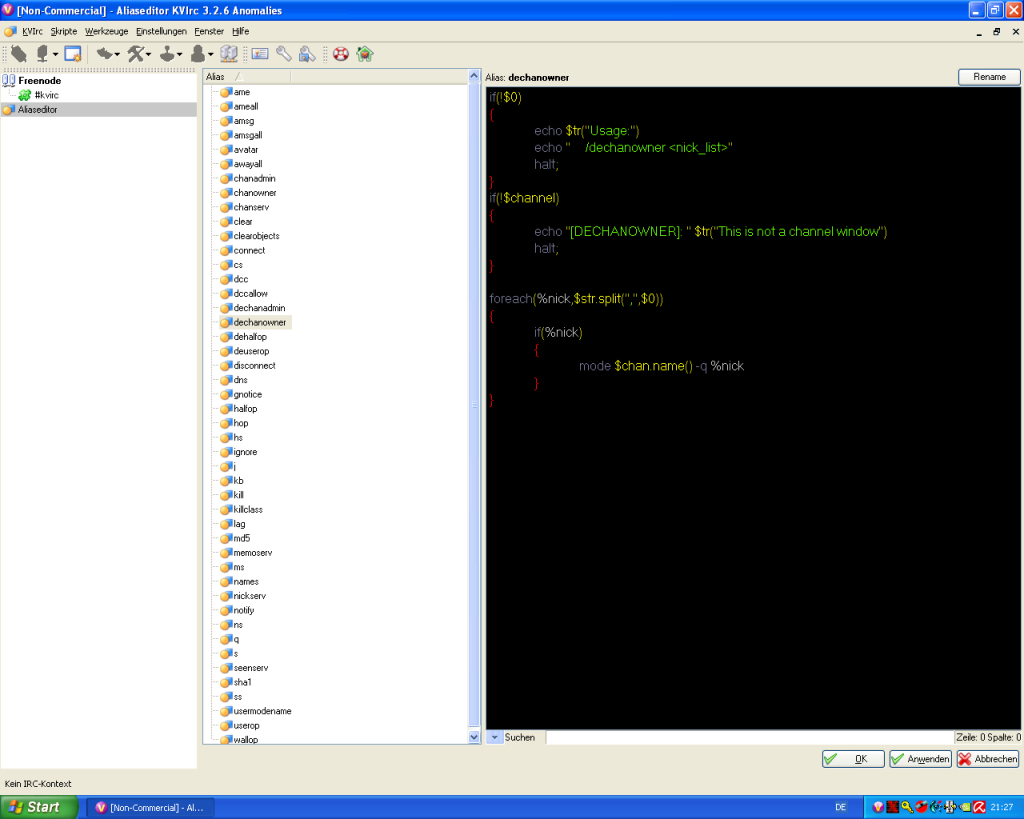 [Non-Commercial] - Aliaseditor KVIrc 3.2.6 Anomalies
KVIrc Skripte Werkzeuge Einstellungen Fenster Hilfe
Freenode
#kvirc
Aliaseditor
Alias
ame
ameall
amsg
amsgall
avatar
awayall
chanadmin
chanowner
chanserv
clear
clearobjects
connect
cs
dcc
dccallow
dechanadmin
dechanowner
dehalfop
deuserop
disconnect
dns
gnotice
halfop
hop
hs
ignore
j
kb
kill
killclass
lag
md5
memoserv
ms
names
nickserv
notify
ns
q
s
seenserv
sha1
ss
usermodename
userop
wallop
Alias: dechanowner
Rename
if(!$0)
{
echo $tr("Usage:")
echo "    /dechanowner <nick_list>"
halt;
}
if(!$channel)
{
echo "[DECHANOWNER]: " $tr("This is not a channel window")
halt;
}
foreach(%nick,$str.split(",",$0))
{
if(%nick)
{
mode $chan.name() -q %nick
}
}
Suchen
Zeile: 0 Spalte: 0
OK Anwenden Abbrechen
Kein IRC-Kontext
Start
[Non-Commercial] - Al...
DE
21:27